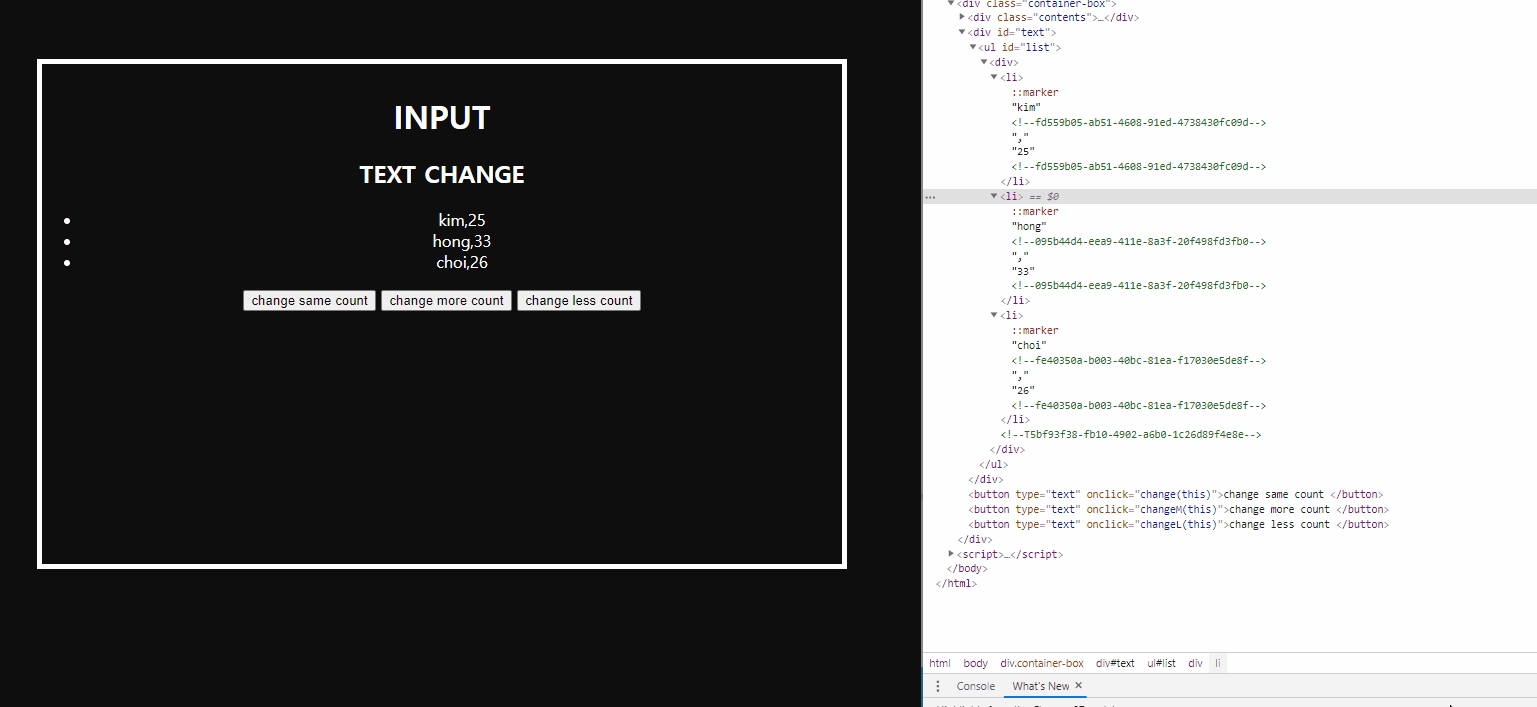 INPUT
TEXT CHANGE
kim,25
hong,33
choi,26
change same count change more count change less count
<div class="container-box">
<div class="contents">…</div>
<div id="text">
<ul id="list">
<div>
<li>
::marker
"kim"
<!--fd559b05-ab51-4608-91ed-4738430fc09d-->
","
"25"
<!--fd559b05-ab51-4608-91ed-4738430fc09d-->
</li>
<li> == $0
::marker
"hong"
<!--095b44d4-eea9-411e-8a3f-20f498fd3fb0-->
","
"33"
<!--095b44d4-eea9-411e-8a3f-20f498fd3fb0-->
</li>
<li>
::marker
"choi"
<!--fe40350a-b003-40bc-81ea-f17030e5de8f-->
","
"26"
<!--fe40350a-b003-40bc-81ea-f17030e5de8f-->
</li>
<!--T5bf93f38-fb10-4902-a6b0-1c26d89f4e8e-->
</div>
</ul>
</div>
<button type="text" onclick="change(this)">change same count </button>
<button type="text" onclick="changeM(this)">change more count </button>
<button type="text" onclick="changeL(this)">change less count </button>
</div>
<script>…</script>
</body>
</html>
html body div.container-box div#text ul#list div li
Console What's New